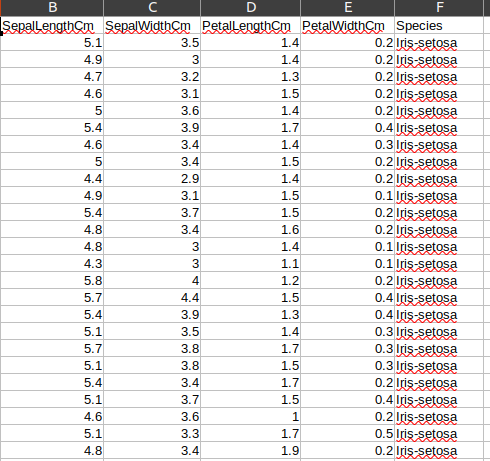 B C D E F
SepalLengthCm SepalWidthCm PetalLengthCm PetalWidthCm Species
5.1 3.5 1.4 0.2 Iris-setosa
4.9 3 1.4 0.2 Iris-setosa
4.7 3.2 1.3 0.2 Iris-setosa
4.6 3.1 1.5 0.2 Iris-setosa
5 3.6 1.4 0.2 Iris-setosa
5.4 3.9 1.7 0.4 Iris-setosa
4.6 3.4 1.4 0.3 Iris-setosa
5 3.4 1.5 0.2 Iris-setosa
4.4 2.9 1.4 0.2 Iris-setosa
4.9 3.1 1.5 0.1 Iris-setosa
5.4 3.7 1.5 0.2 Iris-setosa
4.8 3.4 1.6 0.2 Iris-setosa
4.8 3 1.4 0.1 Iris-setosa
4.3 3 1.1 0.1 Iris-setosa
5.8 4 1.2 0.2 Iris-setosa
5.7 4.4 1.5 0.4 Iris-setosa
5.4 3.9 1.3 0.4 Iris-setosa
5.1 3.5 1.4 0.3 Iris-setosa
5.7 3.8 1.7 0.3 Iris-setosa
5.1 3.8 1.5 0.3 Iris-setosa
5.4 3.4 1.7 0.2 Iris-setosa
5.1 3.7 1.5 0.4 Iris-setosa
4.6 3.6 1 0.2 Iris-setosa
5.1 3.3 1.7 0.5 Iris-setosa
4.8 3.4 1.9 0.2 Iris-setosa